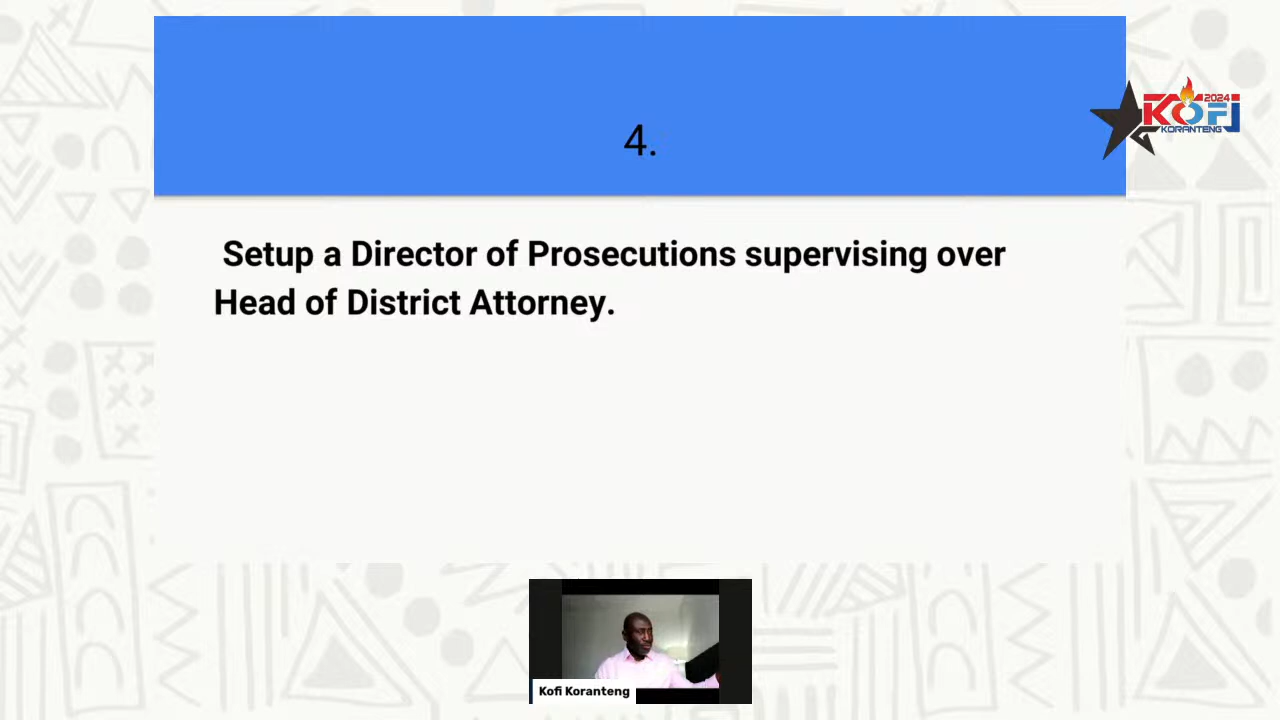 4.
2024
KOFI
KORANTENG
Setup a Director of Prosecutions supervising over
Head of District Attorney.
Kofi Koranteng